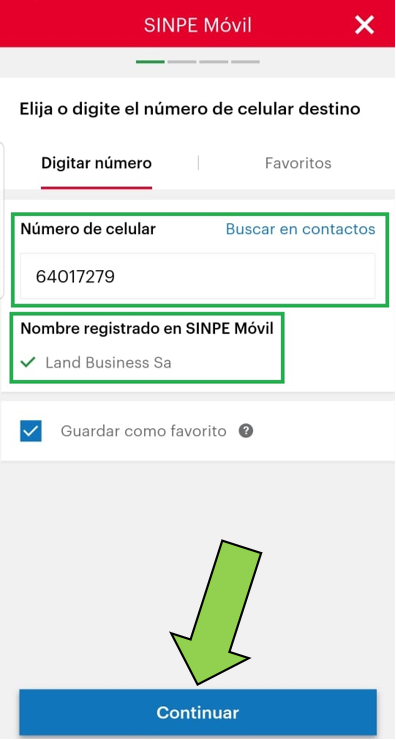 SINPE Móvil
Elija o digite el número de celular destino
Digitar número
Favoritos
Número de celular
Buscar en contactos
64017279
Nombre registrado en SINPE Móvil
Land Business Sa
Guardar como favorito ?
Continuar